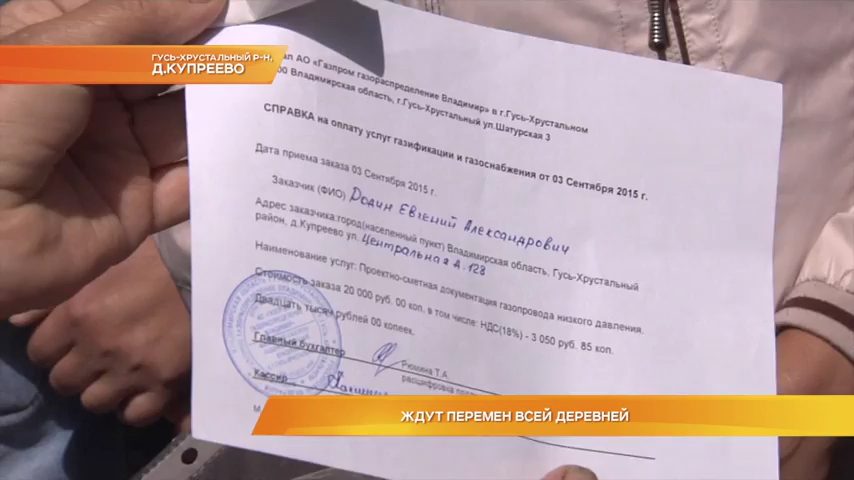 ГУСЬ-ХРУСТАЛЬНЫЙ Р-Н.
Д.КУПРЕЕВО
АО «Газпром газораспределение Владимир» в г.Гусь-Хрустальном
Владимирская область, г.Гусь-Хрустальный ул.Шатурская 3
СПРАВКА на оплату услуг газификации и газоснабжения от 03 Сентября 2015 г.
Дата приема заказа 03 Сентября 2015 г.
Заказчик (ФИО) Родин Евгений Александрович
Адрес заказчика:город(населенный пункт) Владимирская область, Гусь-Хрустальный
район, д.Купреево ул. Центральная д.128
Наименование услуг: Проектно-сметная документация газопровода низкого давления.
Стоимость заказа 20 000 руб. 00 коп, в том числе: НДС(18%) - 3 050 руб. 85 коп.
Двадцать тысяч рублей 00 копеек.
Главный бухгалтер
Рюмина Т.А.
расшифровка
Кассир
ЖДУТ ПЕРЕМЕН ВСЕЙ ДЕРЕВНЕЙ